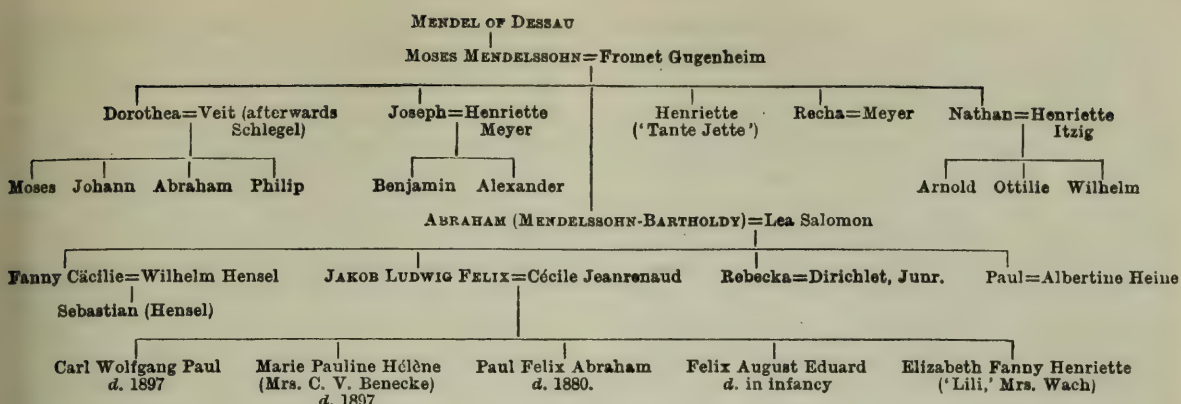 MENDEL OF DESSAU
MOSES MENDELSSOHN=Fromet Gugenheim
Dorothea=Veit (afterwards Schlegel)
Joseph=Henriette Meyer
Henriette ('Tante Jette')
Recha=Meyer
Nathan=Henriette Itzig
Moses Johann Abraham Philip
Benjamin Alexander
Arnold Ottilie Wilhelm
ABRAHAM (MENDELSSOHN-BARTHOLDY)=Lea Salomon
Fanny Cäcilie=Wilhelm Hensel
JAKOB LUDWIG FELIX=Cécile Jeanrenaud
Rebecka=Dirichlet, Junr.
Paul=Albertine Heine
Sebastian (Hensel)
Carl Wolfgang Paul
d. 1897
Marie Pauline Hélène
(Mrs. C. V. Benecke)
d. 1897
Paul Felix Abraham
d. 1880.
Felix August Eduard
d. in infancy
Elizabeth Fanny Henriette
('Lili,' Mrs. Wach)